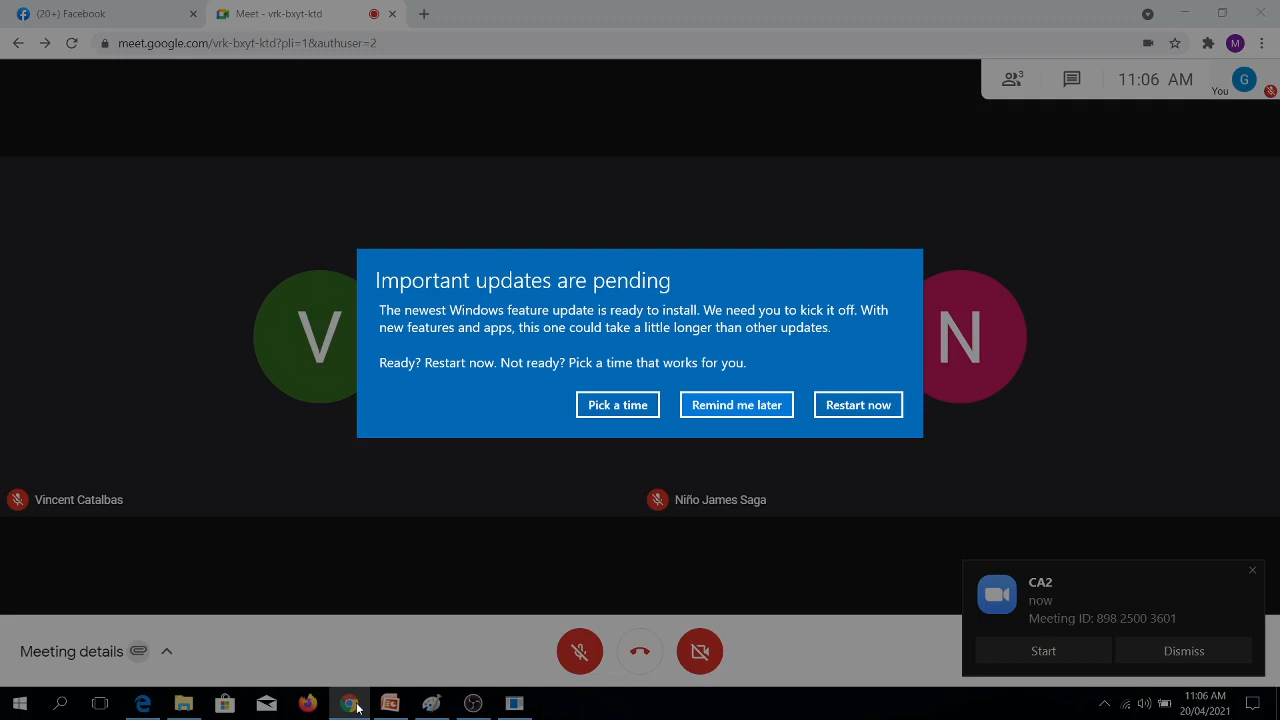 (20+) Facebook
Meet - vrk-bxyt-ktd
meet.google.com/vrk-bxyt-ktd?pli=1&authuser=2
M
3
11:06 AM
You
G
V
N
Important updates are pending
The newest Windows feature update is ready to install. We need you to kick it off. With
new features and apps, this one could take a little longer than other updates.
Ready? Restart now. Not ready? Pick a time that works for you.
Pick a time
Remind me later
Restart now
Vincent Catalbas
Niño James Saga
CA2
now
Meeting ID: 898 2500 3601
Start
Dismiss
Meeting details
11:06 AM
20/04/2021